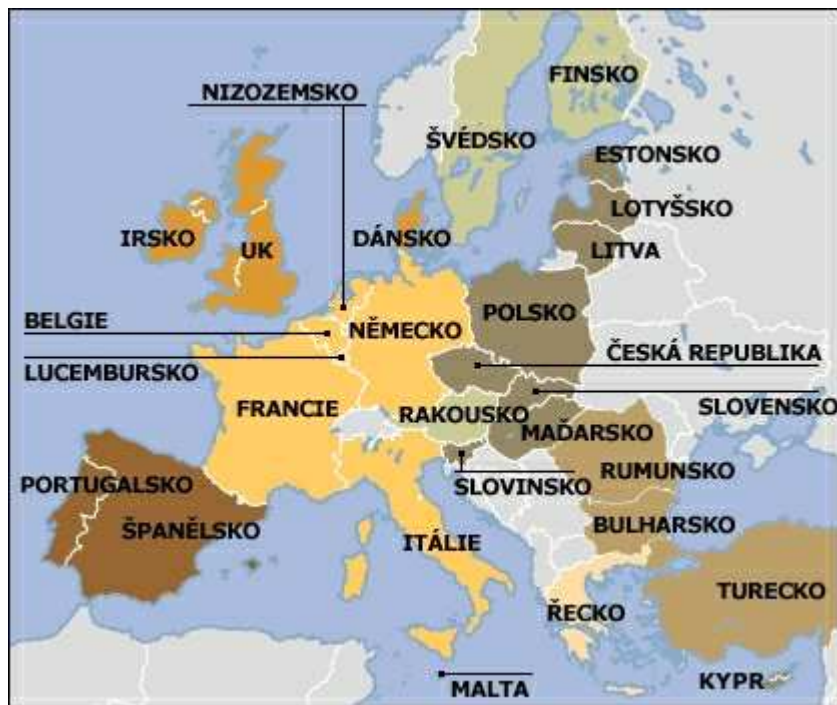 FINSKO
NIZOZEMSKO
ŠVÉDSKO
ESTONSKO
LOTYŠSKO
IRSKO
UK
DÁNSKO
LITVA
POLSKO
BELGIE
NĚMECKO
ČESKÁ REPUBLIKA
LUCEMBURSKO
FRANCIE
RAKOUSKO
SLOVENSKO
MAĎARSKO
PORTUGALSKO
SLOVINSKO
RUMUNSKO
ŠPANĚLSKO
BULHARSKO
ITÁLIE
TURECKO
ŘECKO
KYPR
MALTA